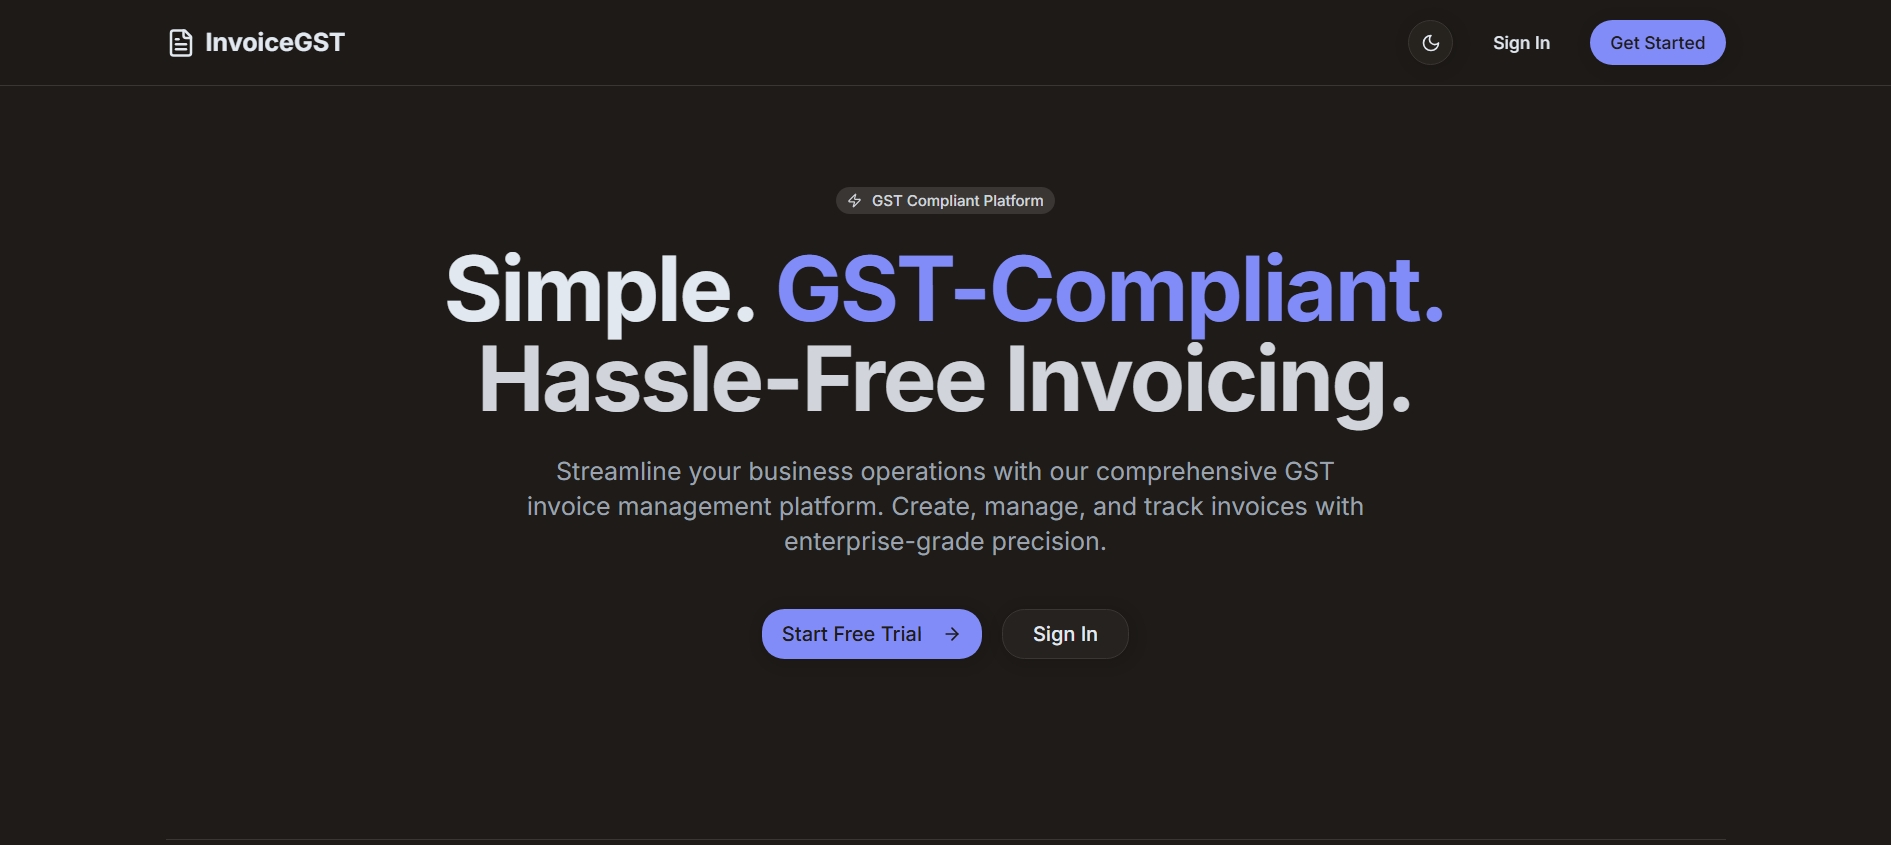 InvoiceGST
Sign In
Get Started
GST Compliant Platform
Simple. GST-Compliant.
Hassle-Free Invoicing.
Streamline your business operations with our comprehensive GST
invoice management platform. Create, manage, and track invoices with
enterprise-grade precision.
Start Free Trial
Sign In